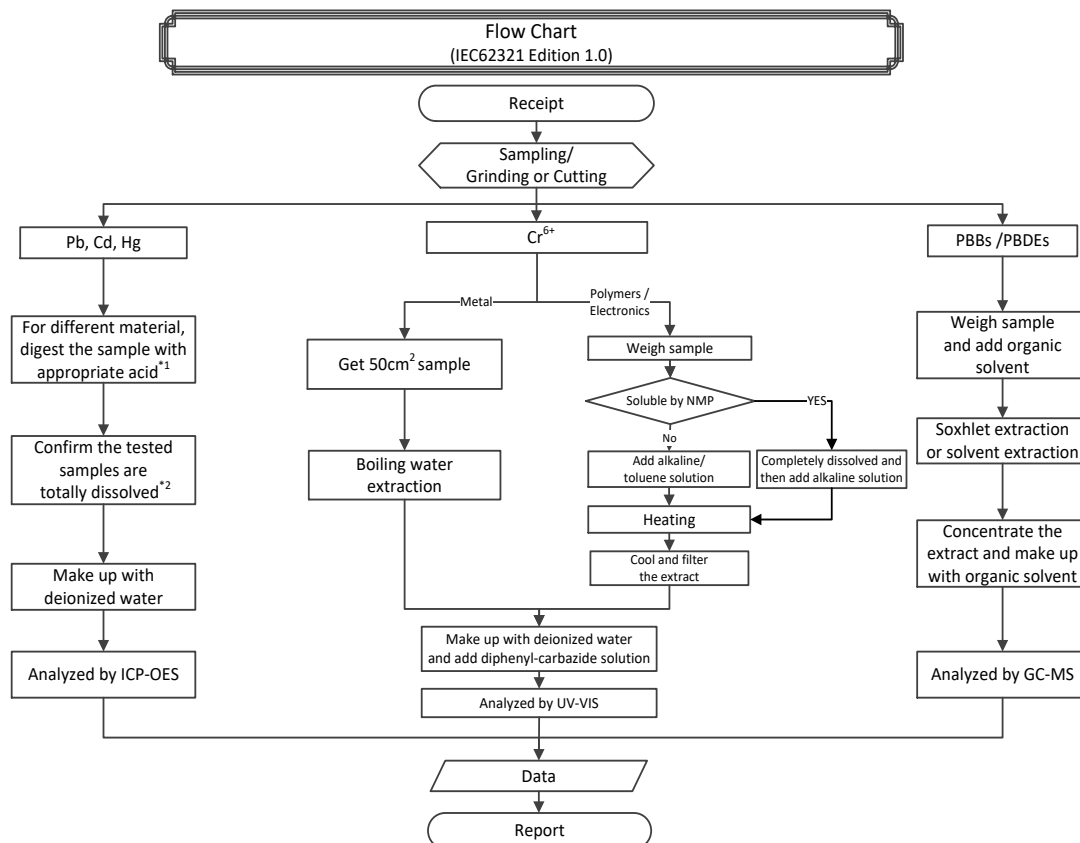 Flow Chart
(IEC62321 Edition 1.0)
Receipt
Sampling/
Grinding or Cutting
Pb, Cd, Hg
For different material,
digest the sample with
appropriate acid*1
Confirm the tested
samples are
totally dissolved*2
Make up with
deionized water
Analyzed by ICP-OES
Cr6+
Metal
Get 50cm2 sample
Boiling water
extraction
Polymers /
Electronics
Weigh sample
Soluble by NMP
YES
No
Add alkaline/
toluene solution
Completely dissolved and
then add alkaline solution
Heating
Cool and filter
the extract
Make up with deionized water
and add diphenyl-carbazide solution
Analyzed by UV-VIS
PBBs /PBDEs
Weigh sample
and add organic
solvent
Soxhlet extraction
or solvent extraction
Concentrate the
extract and make up
with organic solvent
Analyzed by GC-MS
Data
Report